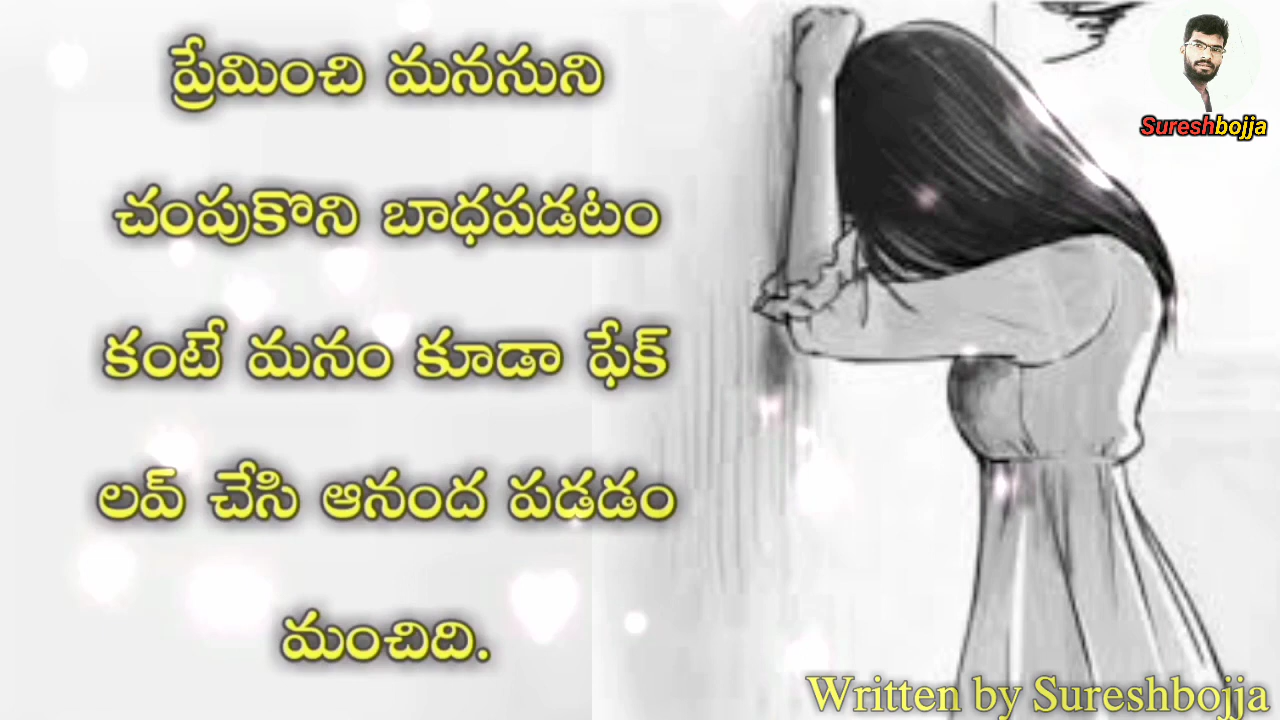 ప్రేమించి మనసుని
చంపుకొని బాధపడటం
కంటే మనం కూడా ఫేక్
లవ్ చేసి ఆనంద పడడం
మంచిది.
Sureshbojja
Written by Sureshbojja